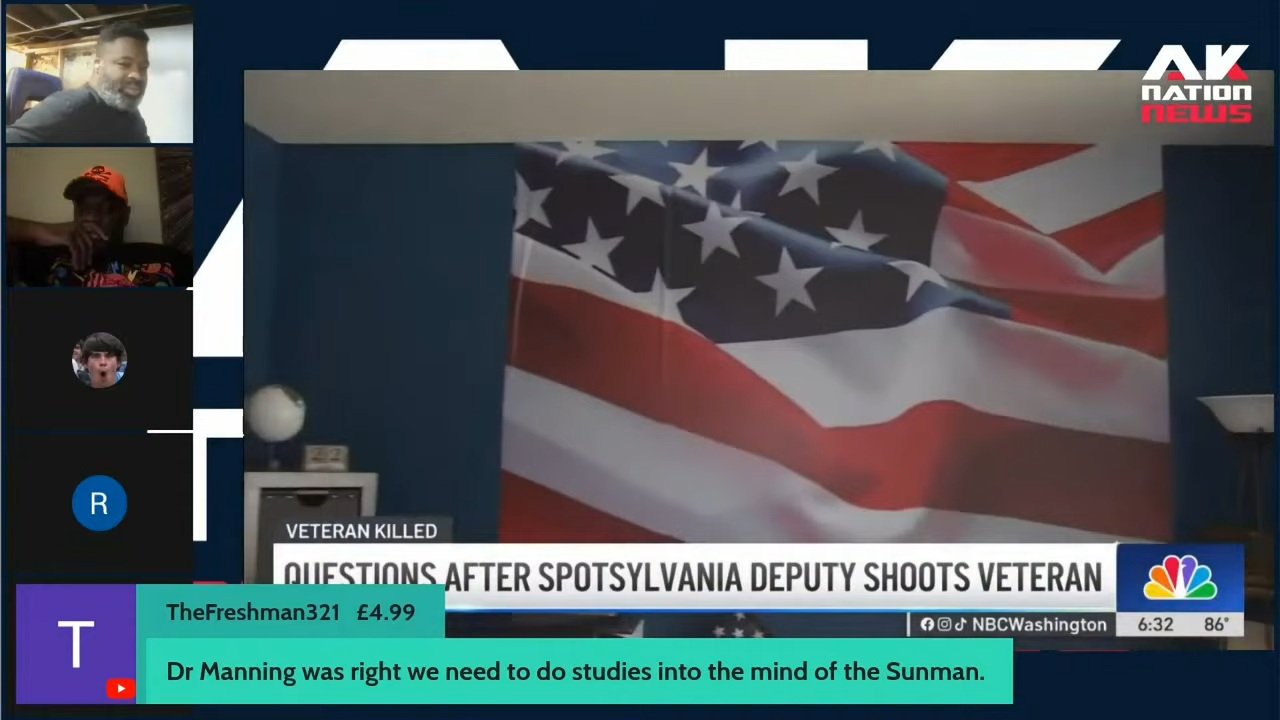 AK
NATION
NEWS
R
VETERAN KILLED
QUESTIONS AFTER SPOTSYLVANIA DEPUTY SHOOTS VETERAN
NBCWashington
6:32 86°
T
TheFreshman321 £4.99
Dr Manning was right we need to do studies into the mind of the Sunman.